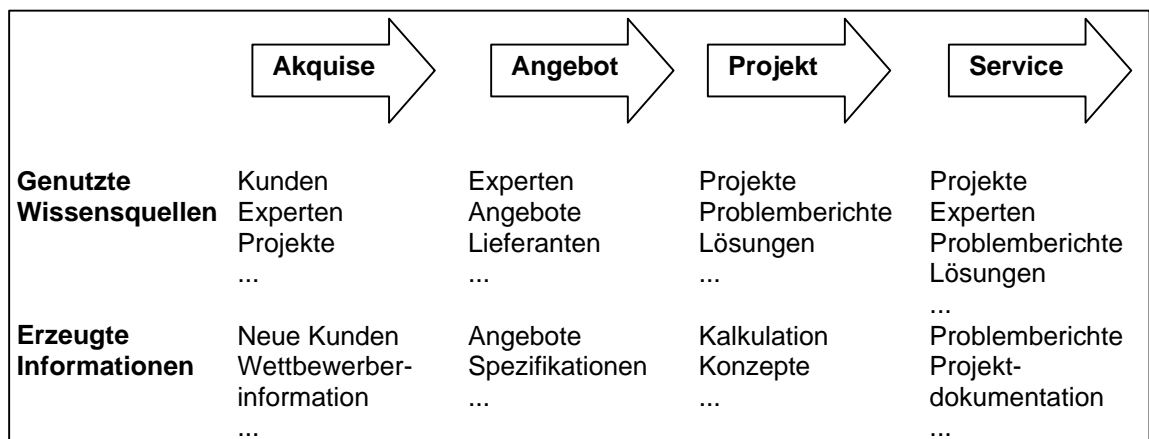 Akquise Angebot Projekt Service
Genutzte Kunden Experten Projekte Projekte
Wissensquellen Experten Angebote Problemberichte Experten
Projekte Lieferanten Lösungen Problemberichte
... ... ... Lösungen
...
Erzeugte Neue Kunden Angebote Kalkulation Problemberichte
Informationen Wettbewerber- Spezifikationen Konzepte Projekt-
information ... ... dokumentation
... ...